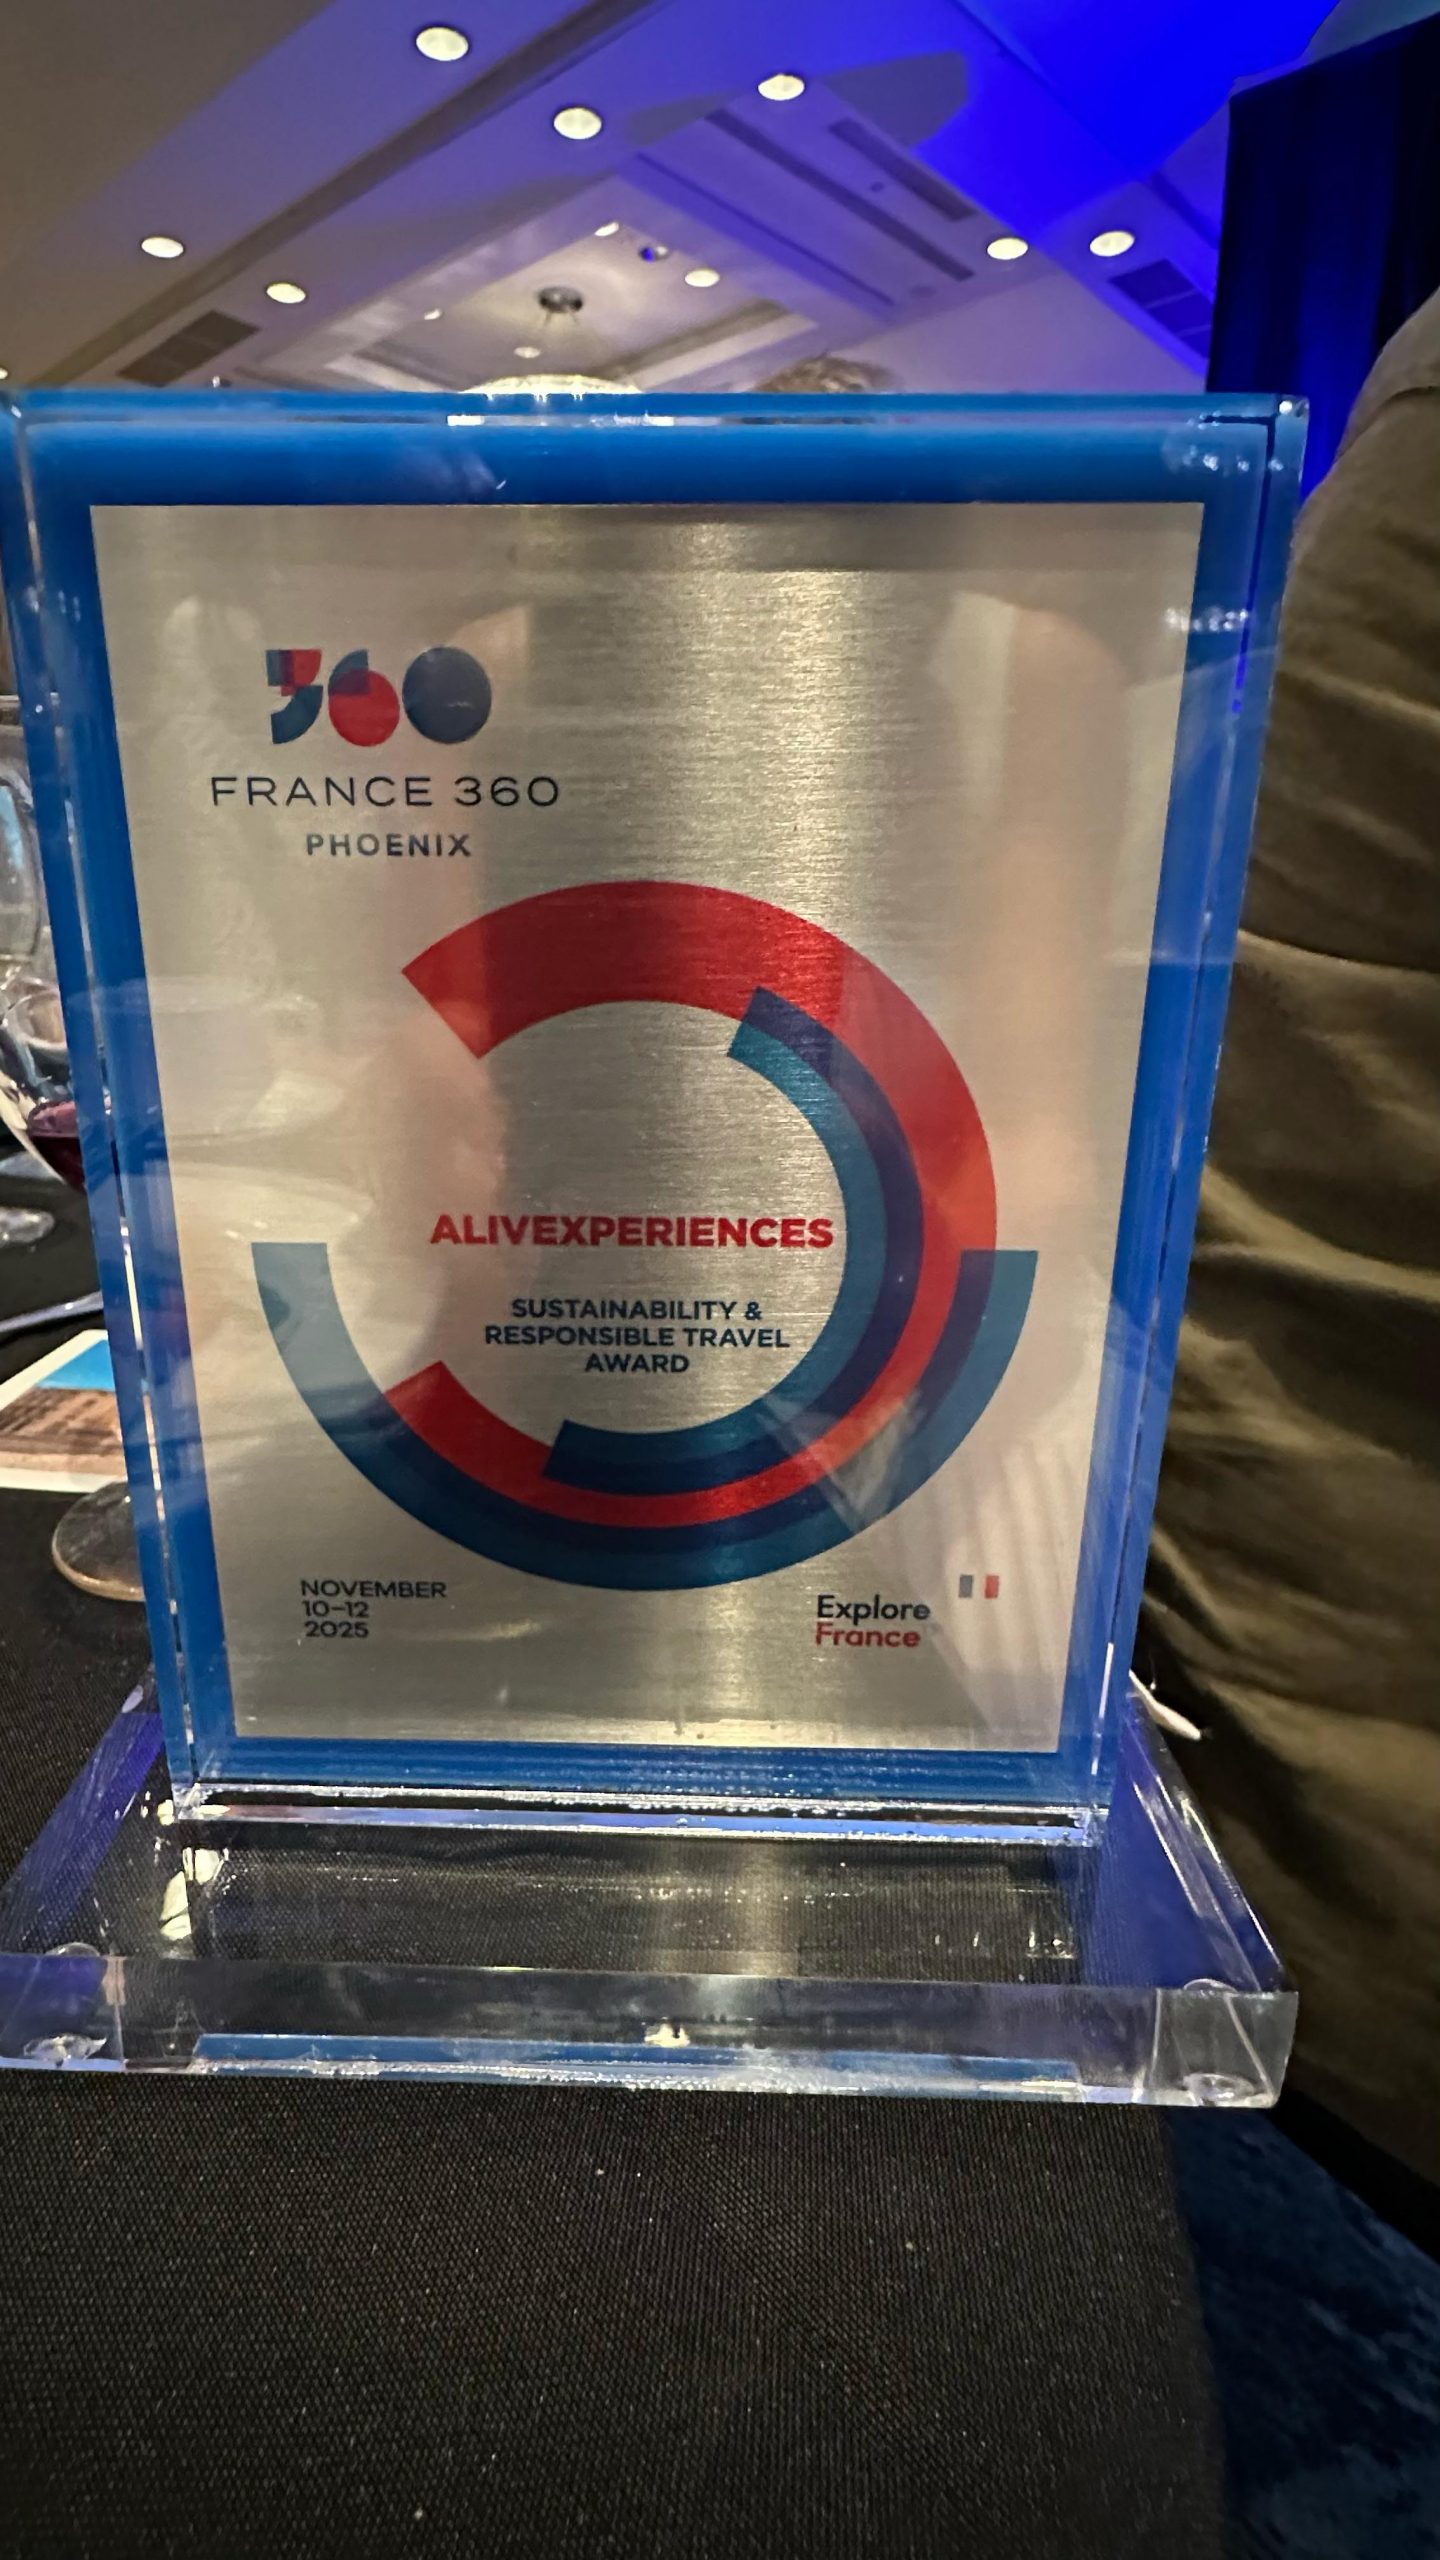 360
FRANCE 360
PHOENIX
ALIVEXPERIENCES
SUSTAINABILITY &
RESPONSIBLE TRAVEL
AWARD
NOVEMBER
10–12
2025
Explore
France